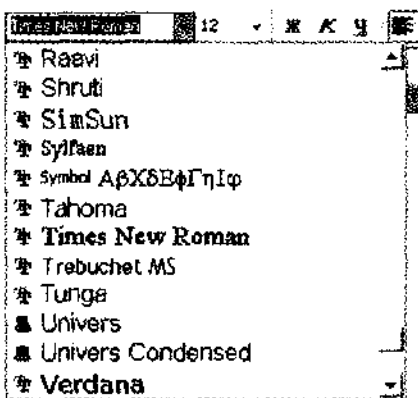 Times New Roman 12 Ж К Ч
Raavi
Shruti
SimSun
Sylfaen
Symbol ΑβΧδΕφΓηΙφ
Tahoma
Times New Roman
Trebuchet MS
Tunga
Univers
Univers Condensed
Verdana